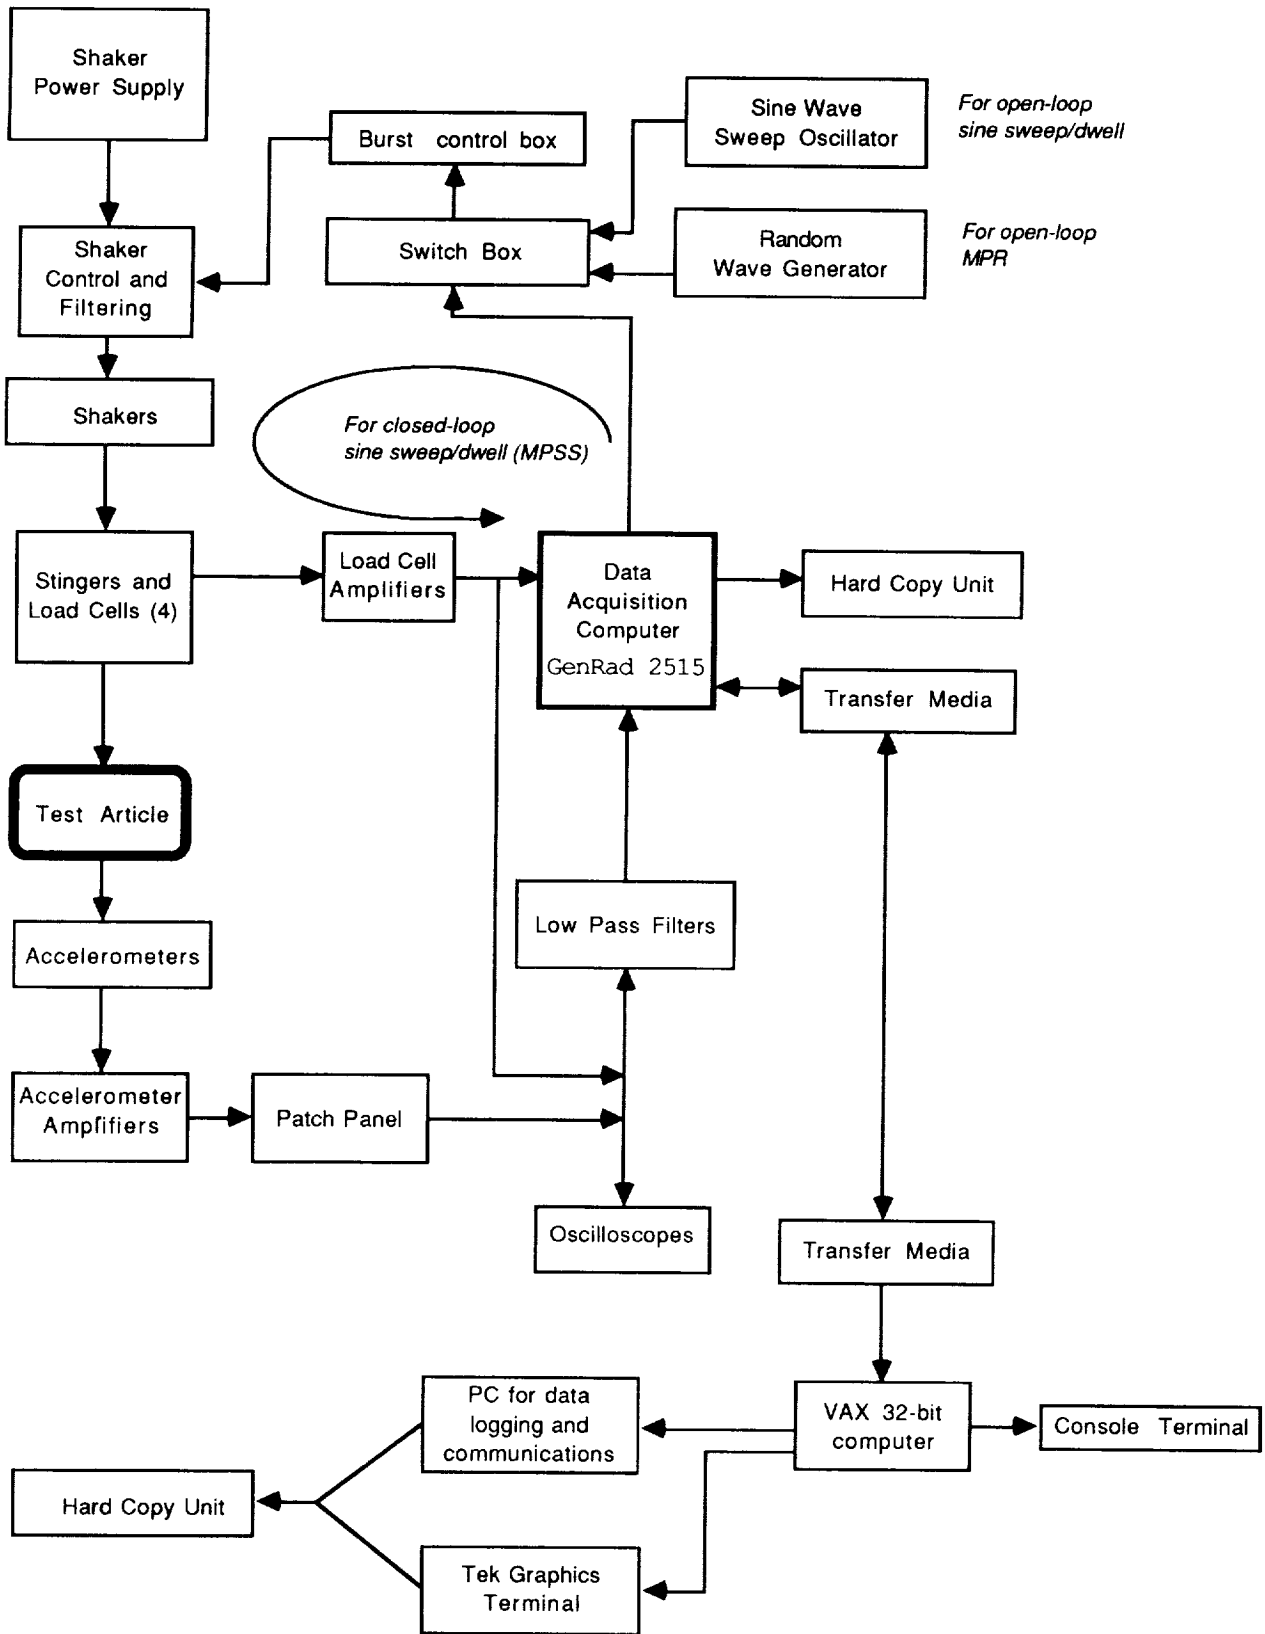 Shaker
Power Supply
Burst control box
Sine Wave
Sweep Oscillator
For open-loop
sine sweep/dwell
Shaker
Control and
Filtering
Switch Box
Random
Wave Generator
For open-loop
MPR
Shakers
For closed-loop
sine sweep/dwell (MPSS)
Stingers and
Load Cells (4)
Load Cell
Amplifiers
Data
Acquisition
Computer
GenRad 2515
Hard Copy Unit
Transfer Media
Test Article
Low Pass Filters
Accelerometers
Accelerometer
Amplifiers
Patch Panel
Oscilloscopes
Transfer Media
PC for data
logging and
communications
VAX 32-bit
computer
Console Terminal
Hard Copy Unit
Tek Graphics
Terminal